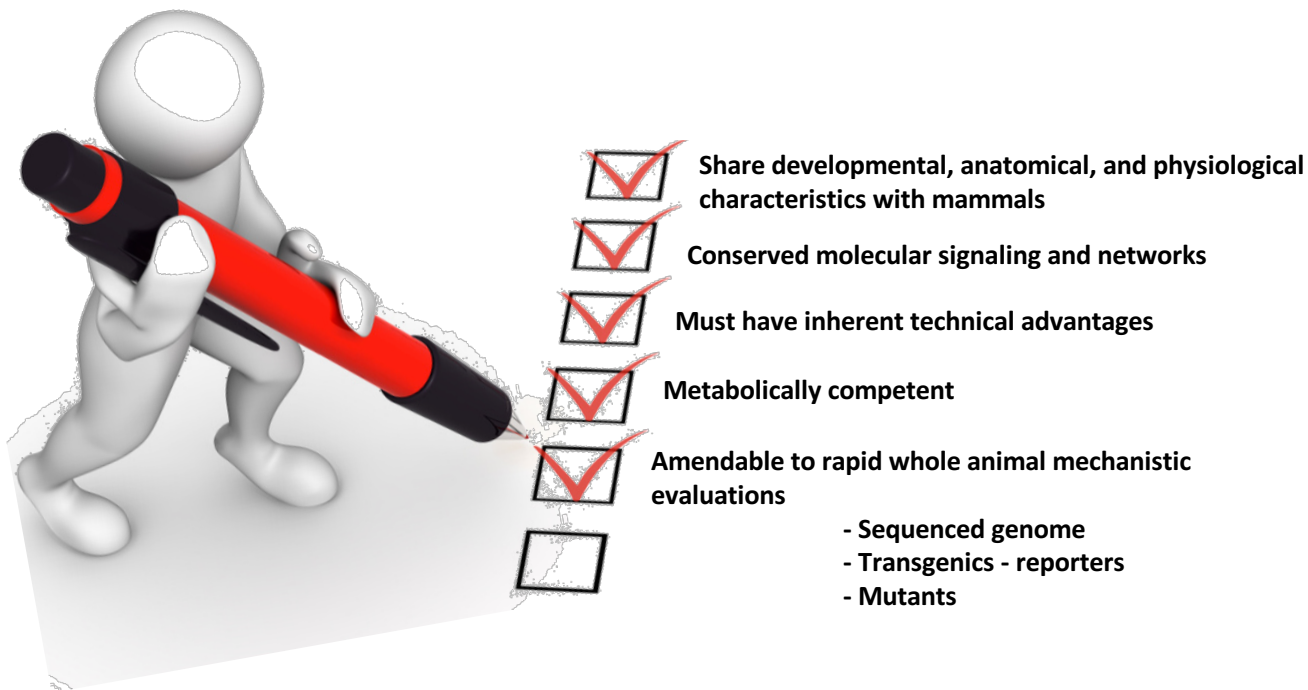 Share developmental, anatomical, and physiological
characteristics with mammals
Conserved molecular signaling and networks
Must have inherent technical advantages
Metabolically competent
Amendable to rapid whole animal mechanistic
evaluations
- Sequenced genome
- Transgenics - reporters
- Mutants